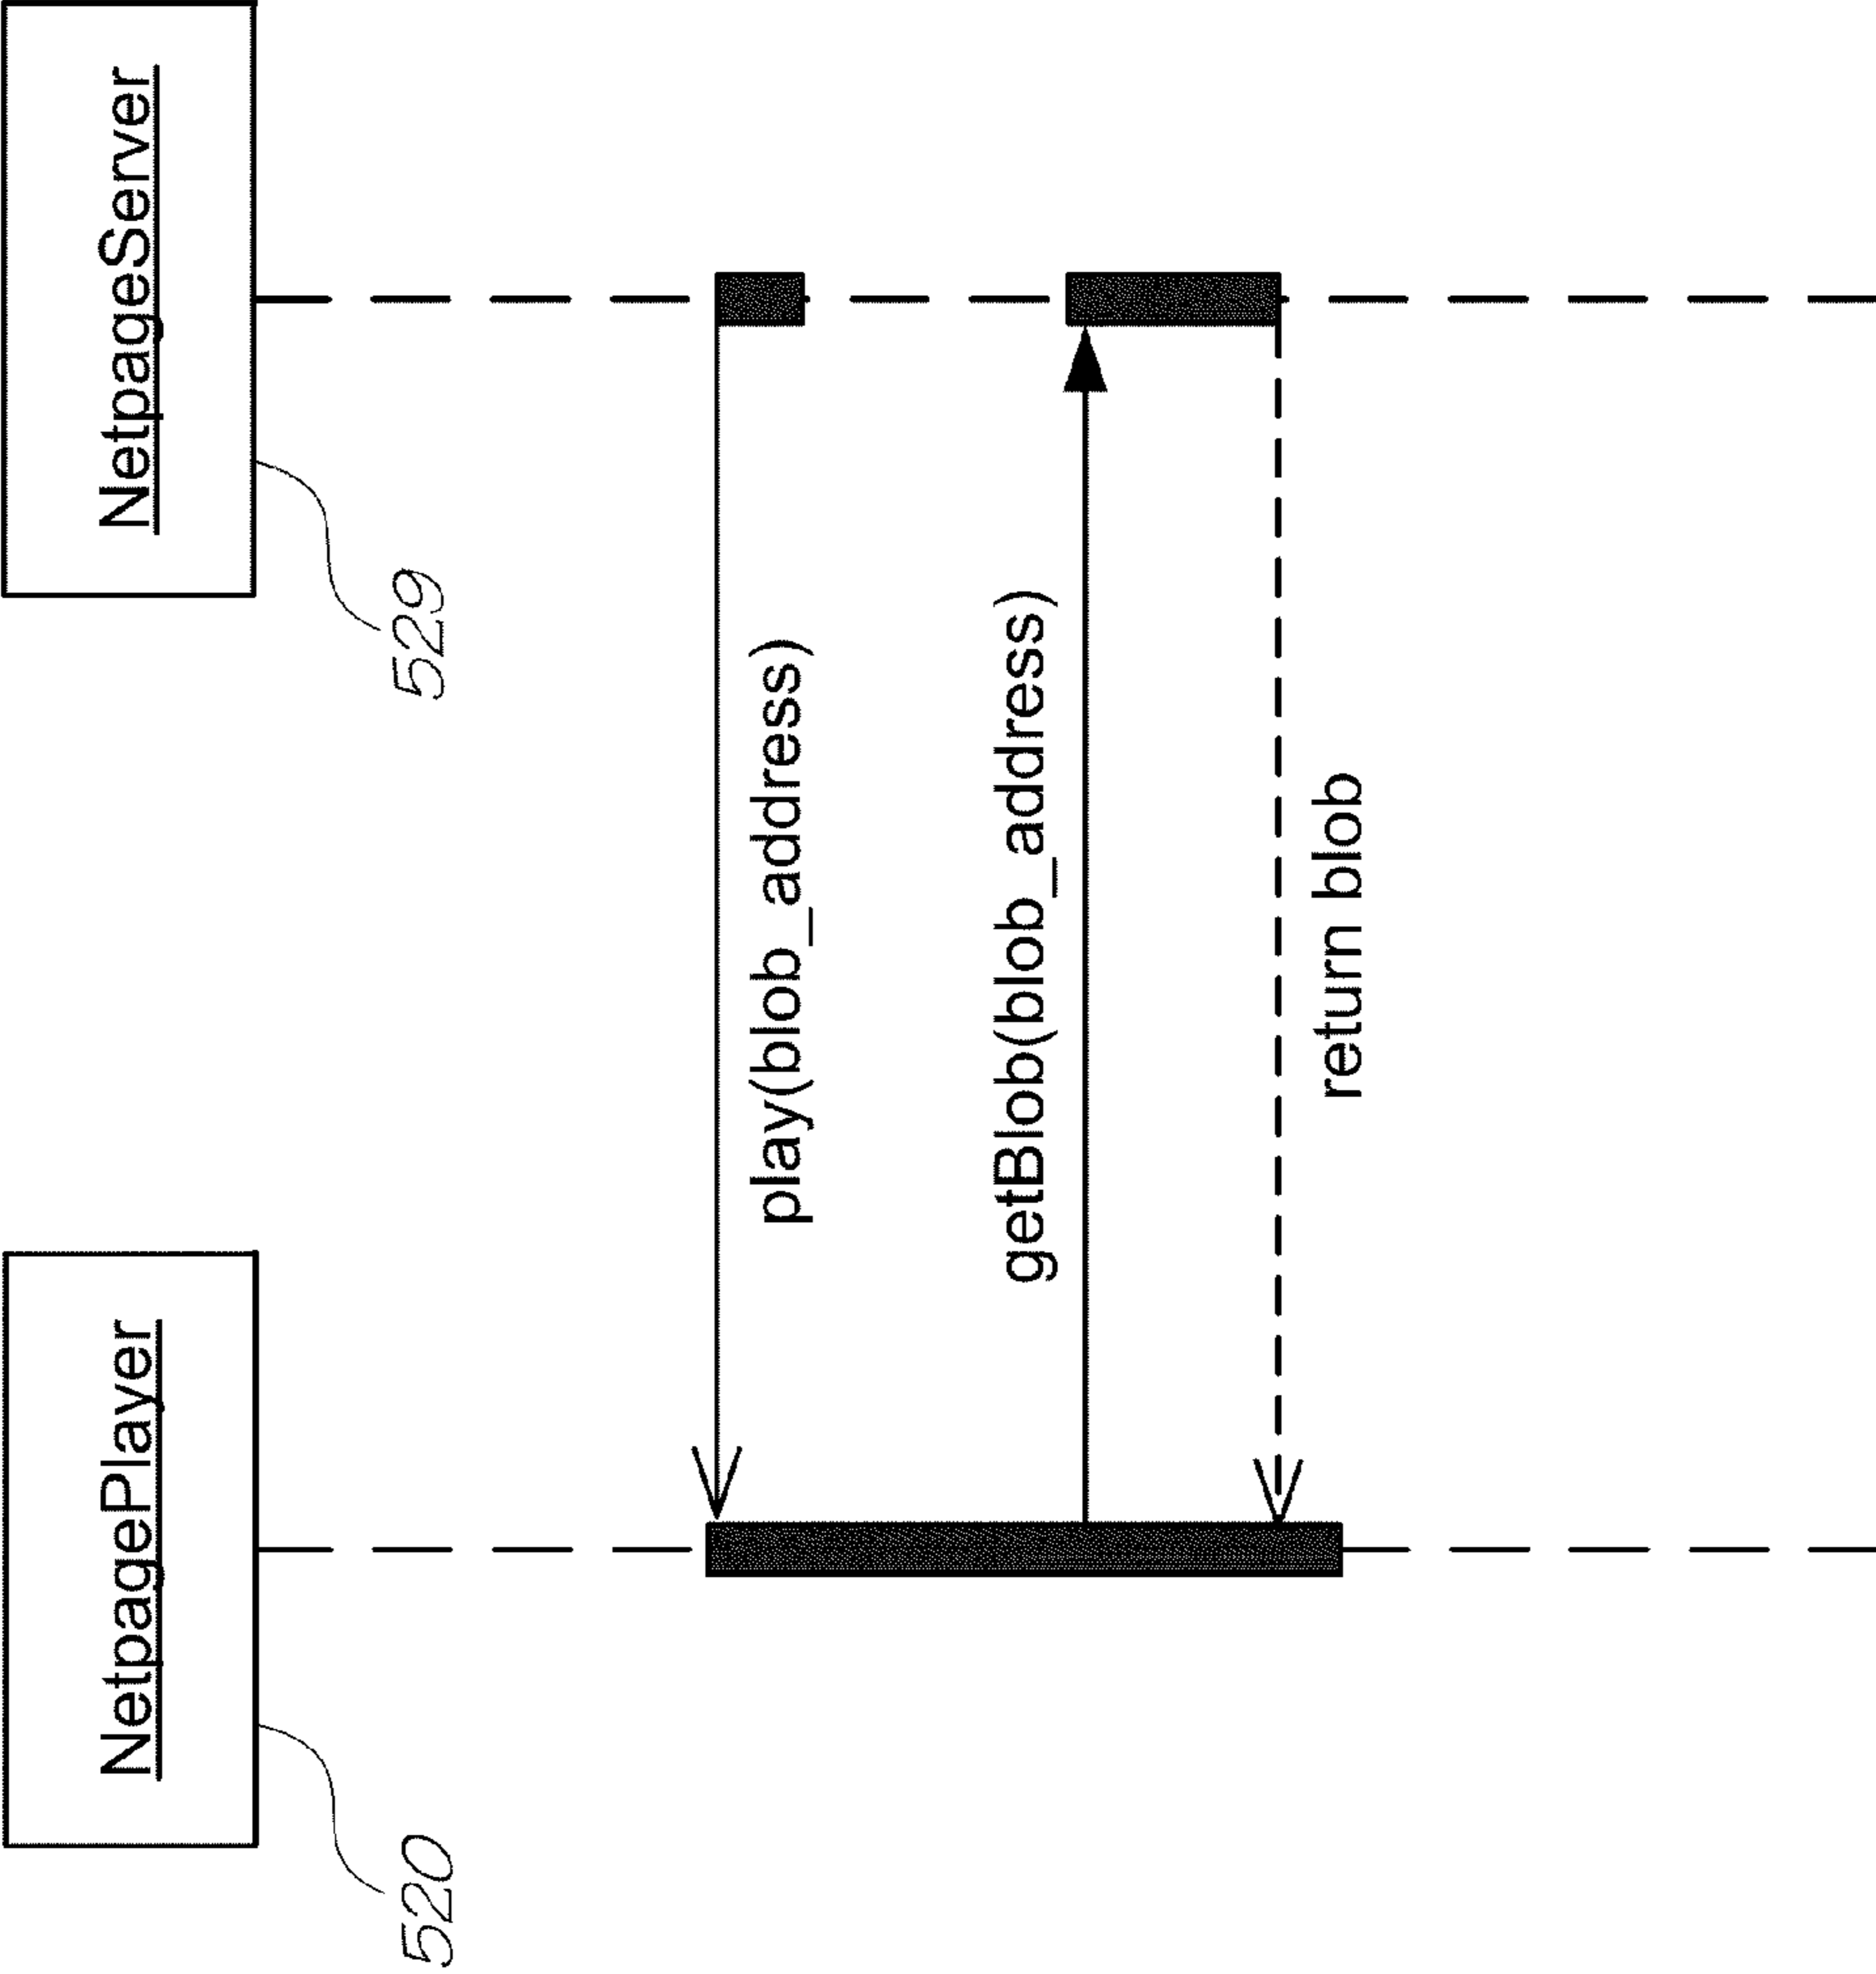 NetpagePlayer
NetpageServer
520
529
play(blob_address)
getBlob(blob_address)
return blob